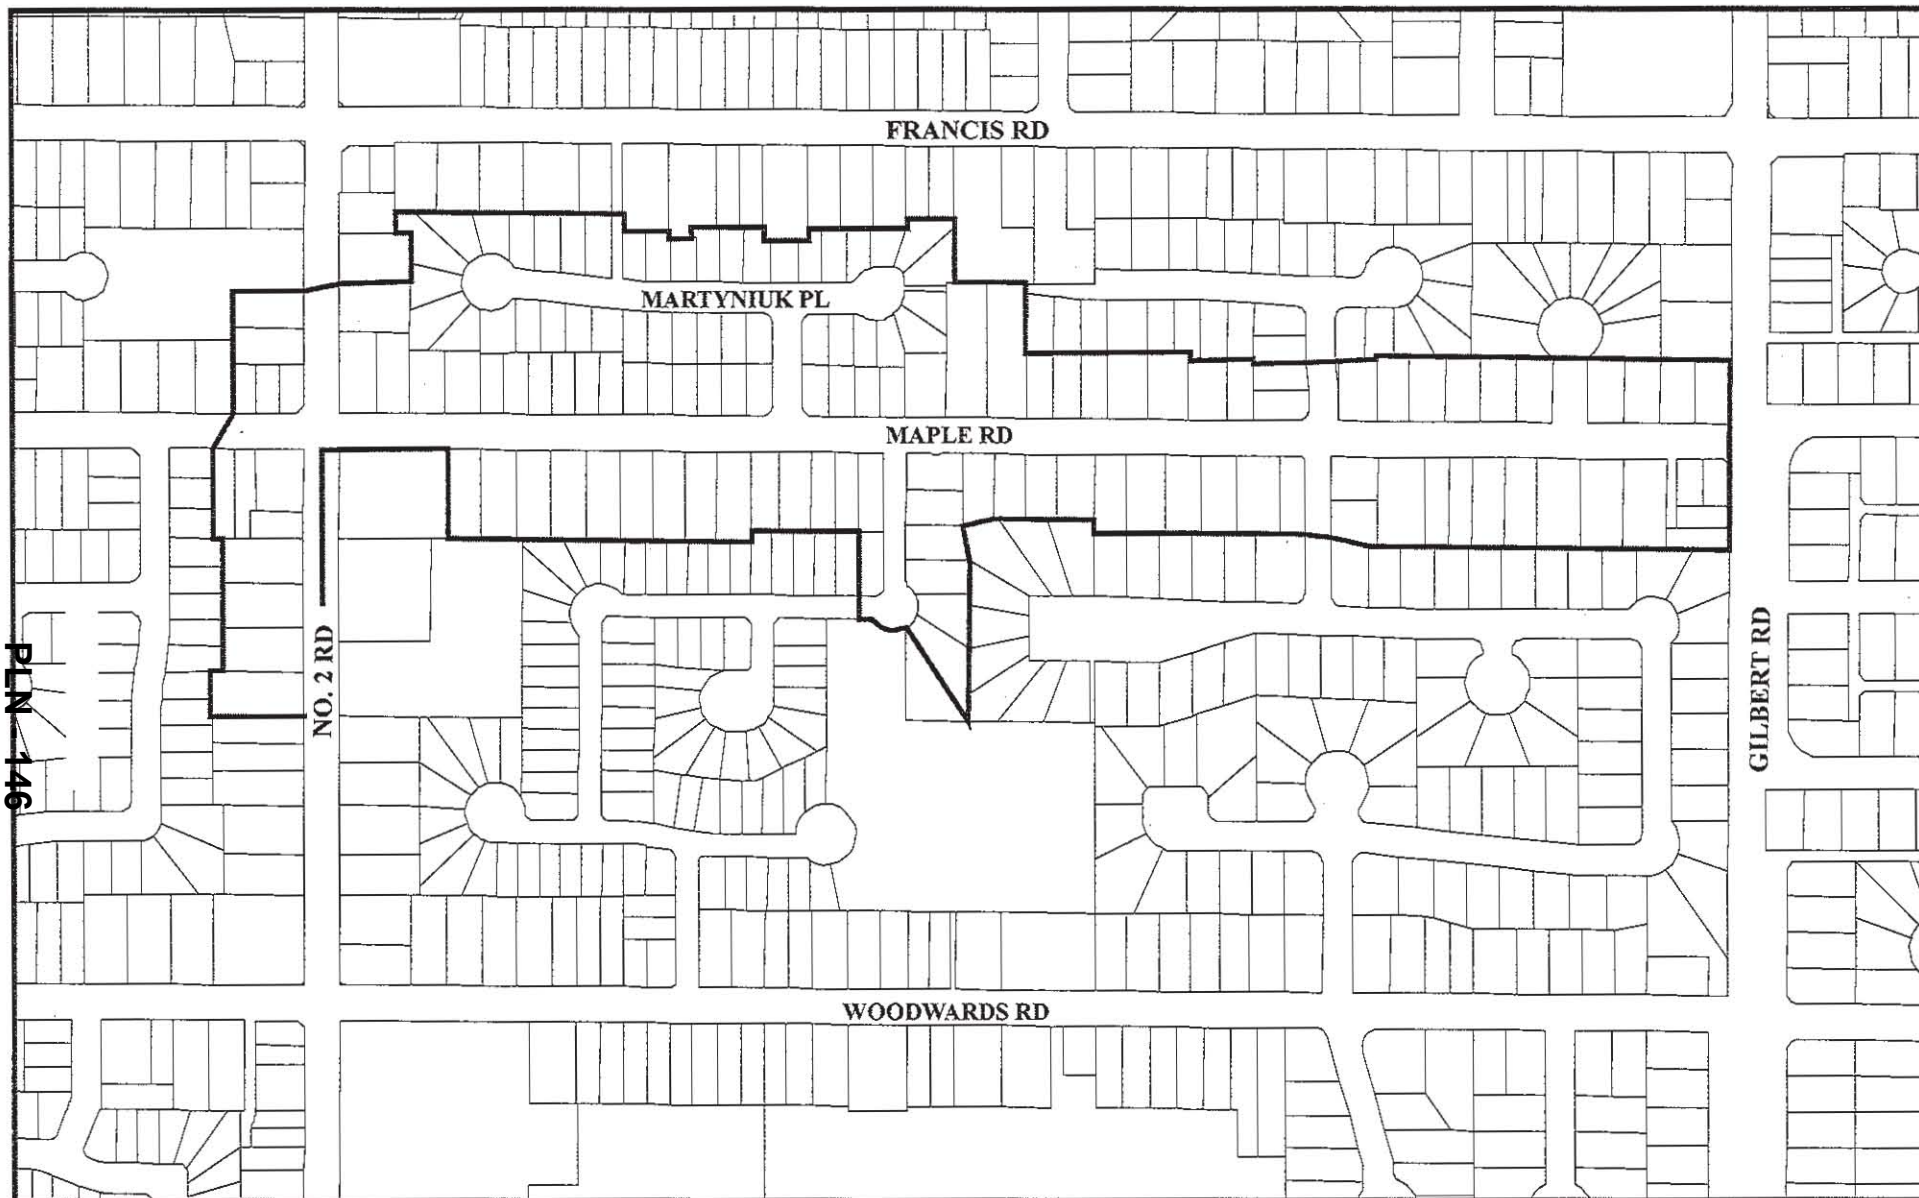 FRANCIS RD
MARTYNIUK PL
MAPLE RD
NO. 2 RD
GILBERT RD
PLN - 146
WOODWARDS RD